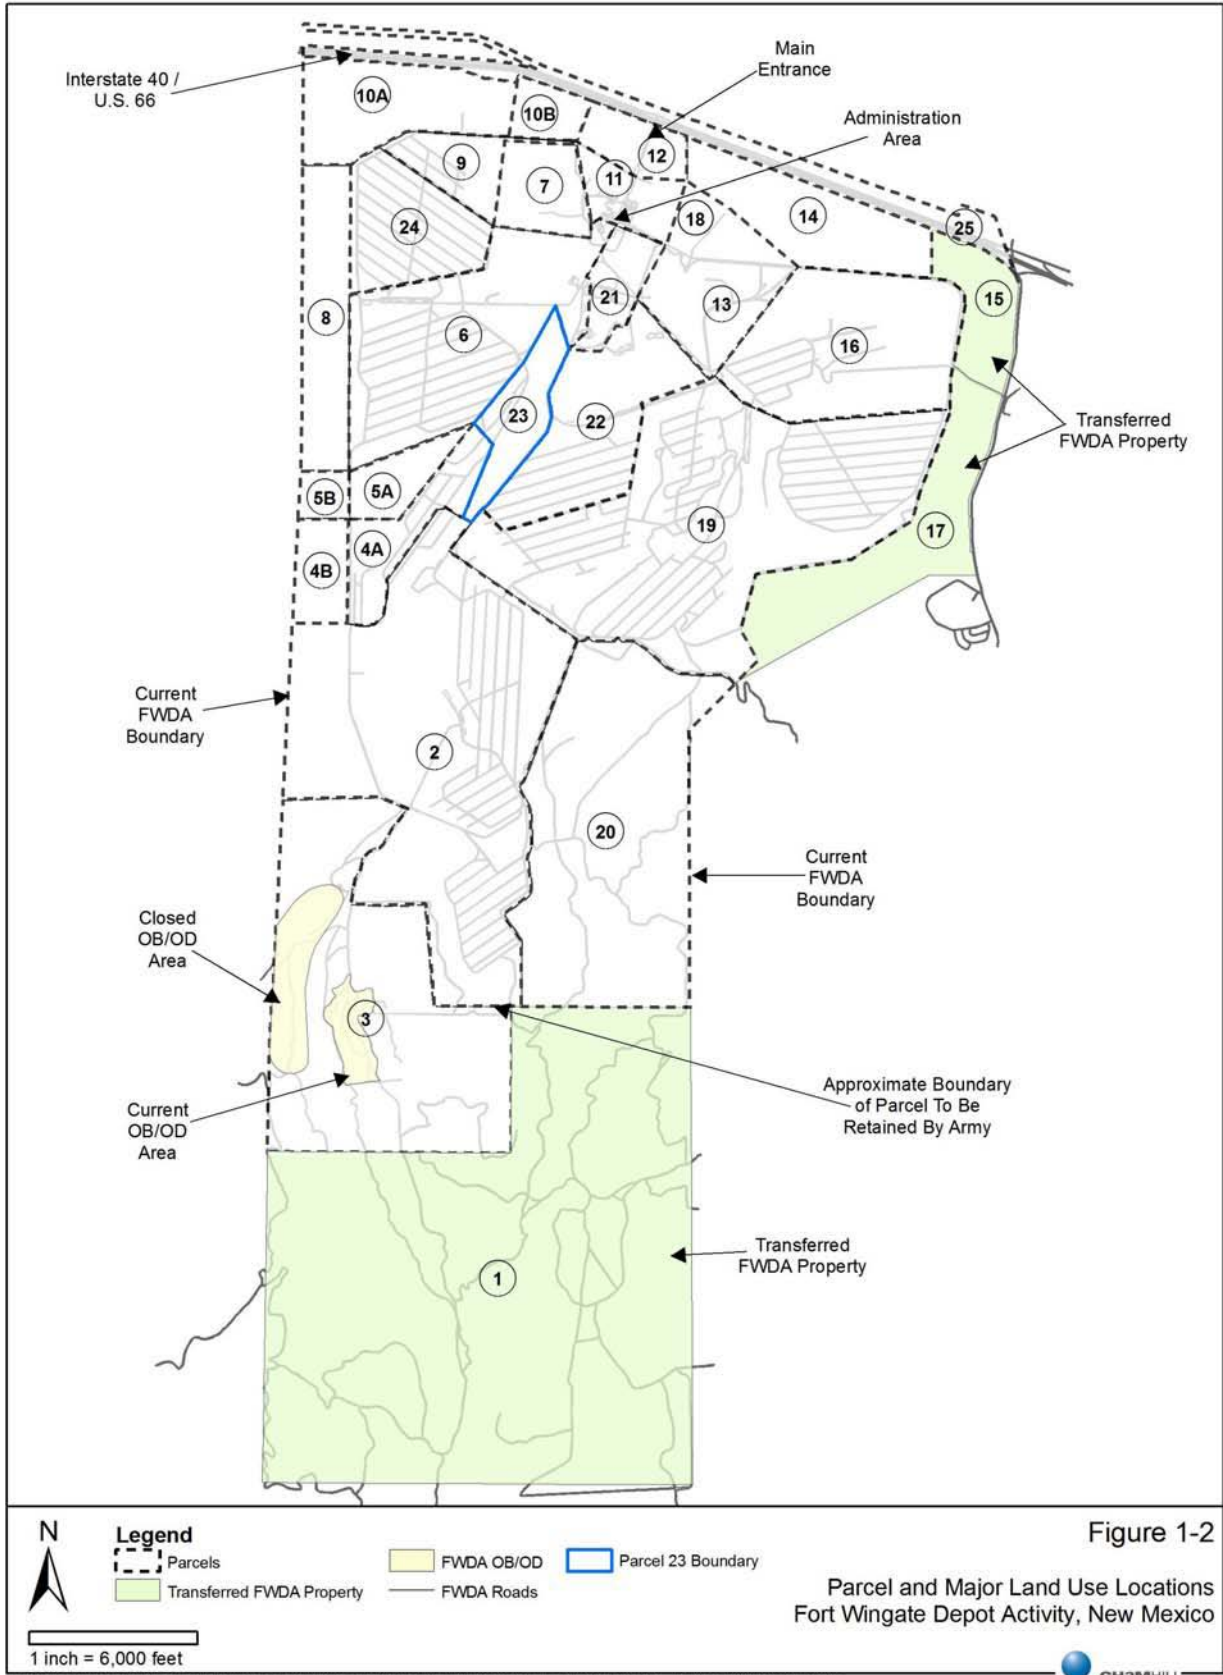 Interstate 40 /
U.S. 66
Main
Entrance
Administration
Area
10A
10B
12
9
7
11
18
14
25
24
15
8
21
13
6
16
23
22
Transferred
FWDA Property
5B
5A
19
17
4A
4B
Current
FWDA
Boundary
2
20
Current
FWDA
Boundary
Closed
OB/OD
Area
3
Approximate Boundary
of Parcel To Be
Retained By Army
Current
OB/OD
Area
Transferred
FWDA Property
1
N
Legend
Parcels
Transferred FWDA Property
FWDA OB/OD
FWDA Roads
Parcel 23 Boundary
1 inch = 6,000 feet
Figure 1-2
Parcel and Major Land Use Locations
Fort Wingate Depot Activity, New Mexico